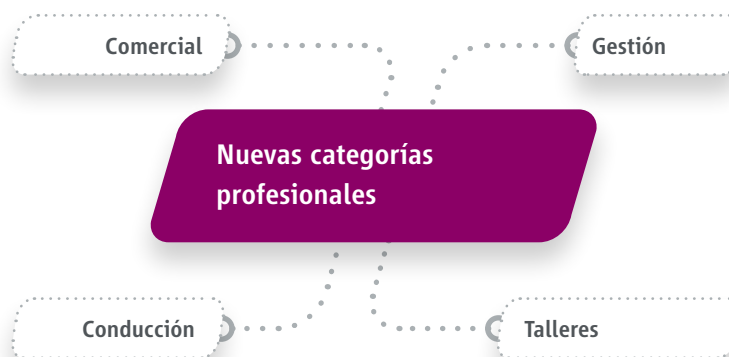 Comercial
Gestión
Nuevas categorías
profesionales
Conducción
Talleres